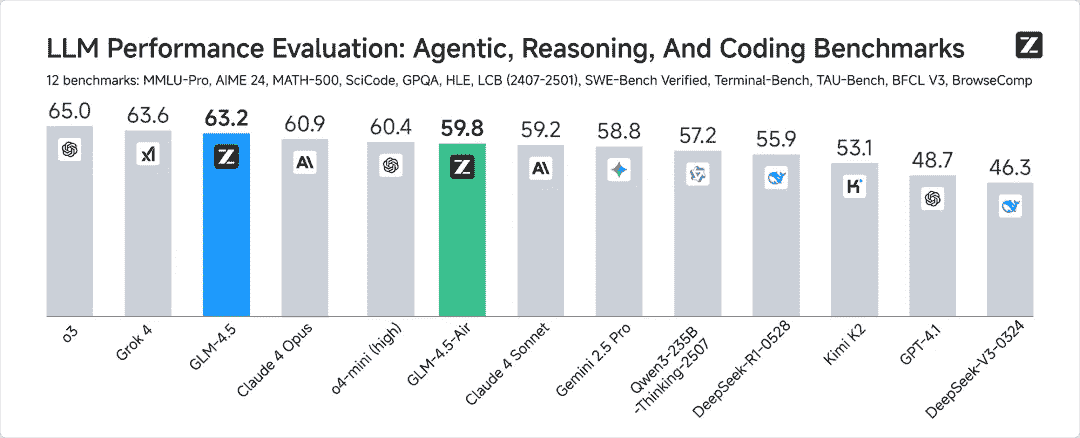 LLM Performance Evaluation: Agentic, Reasoning, And Coding Benchmarks
Z
12 benchmarks: MMLU-Pro, AIME 24, MATH-500, SciCode, GPQA, HLE, LCB (2407-2501), SWE-Bench Verified, Terminal-Bench, TAU-Bench, BFCL V3, BrowseComp
65.0
63.6
63.2
60.9
60.4
59.8
59.2
58.8
57.2
55.9
53.1
48.7
46.3
o3
Grok 4
GLM-4.5
Claude 4 Opus
o4-mini (high)
GLM-4.5-Air
Claude 4 Sonnet
Gemini 2.5 Pro
Qwen3-235B
-Thinking-2507
DeepSeek-R1-0528
Kimi K2
GPT-4.1
DeepSeek-V3-0324